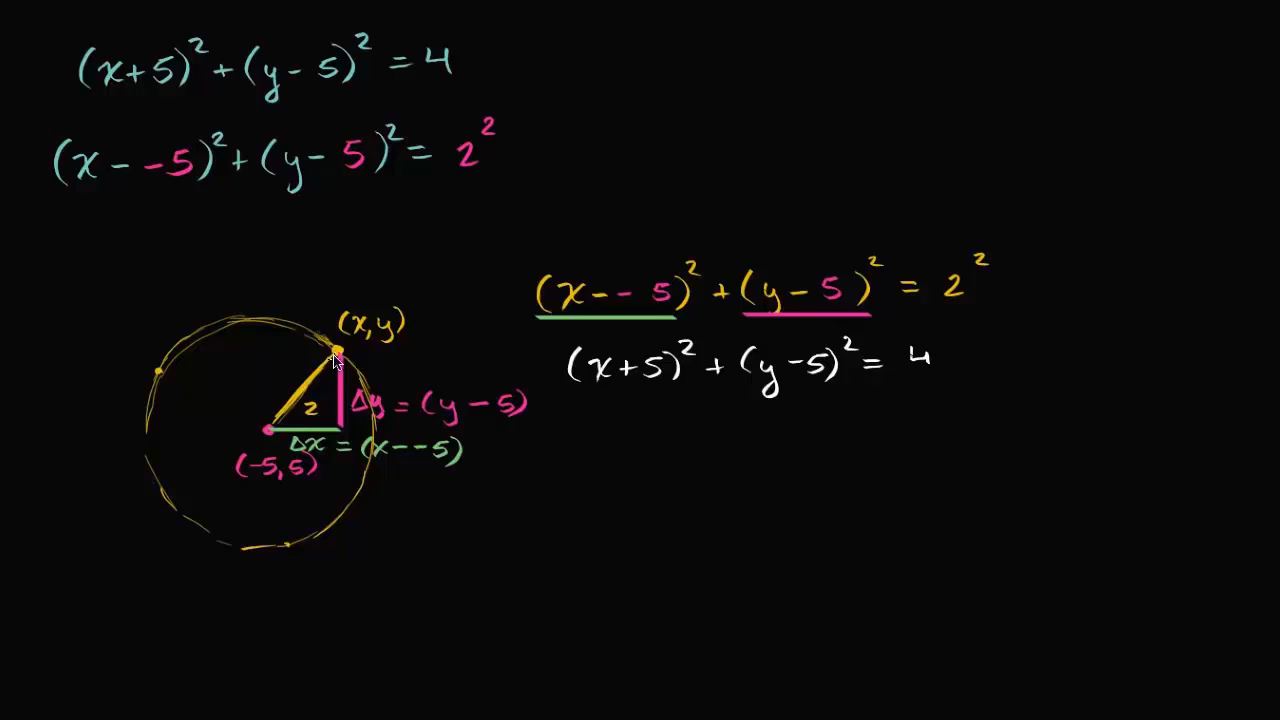 (x+5)² + (y-5)² = 4
(x--5)² + (y-5)² = 2²
(x--5)² + (y-5)² = 2²
(x,y)
(x+5)² + (y-5)² = 4
2
Δy = (y-5)
Δx = (x--5)
(-5,5)